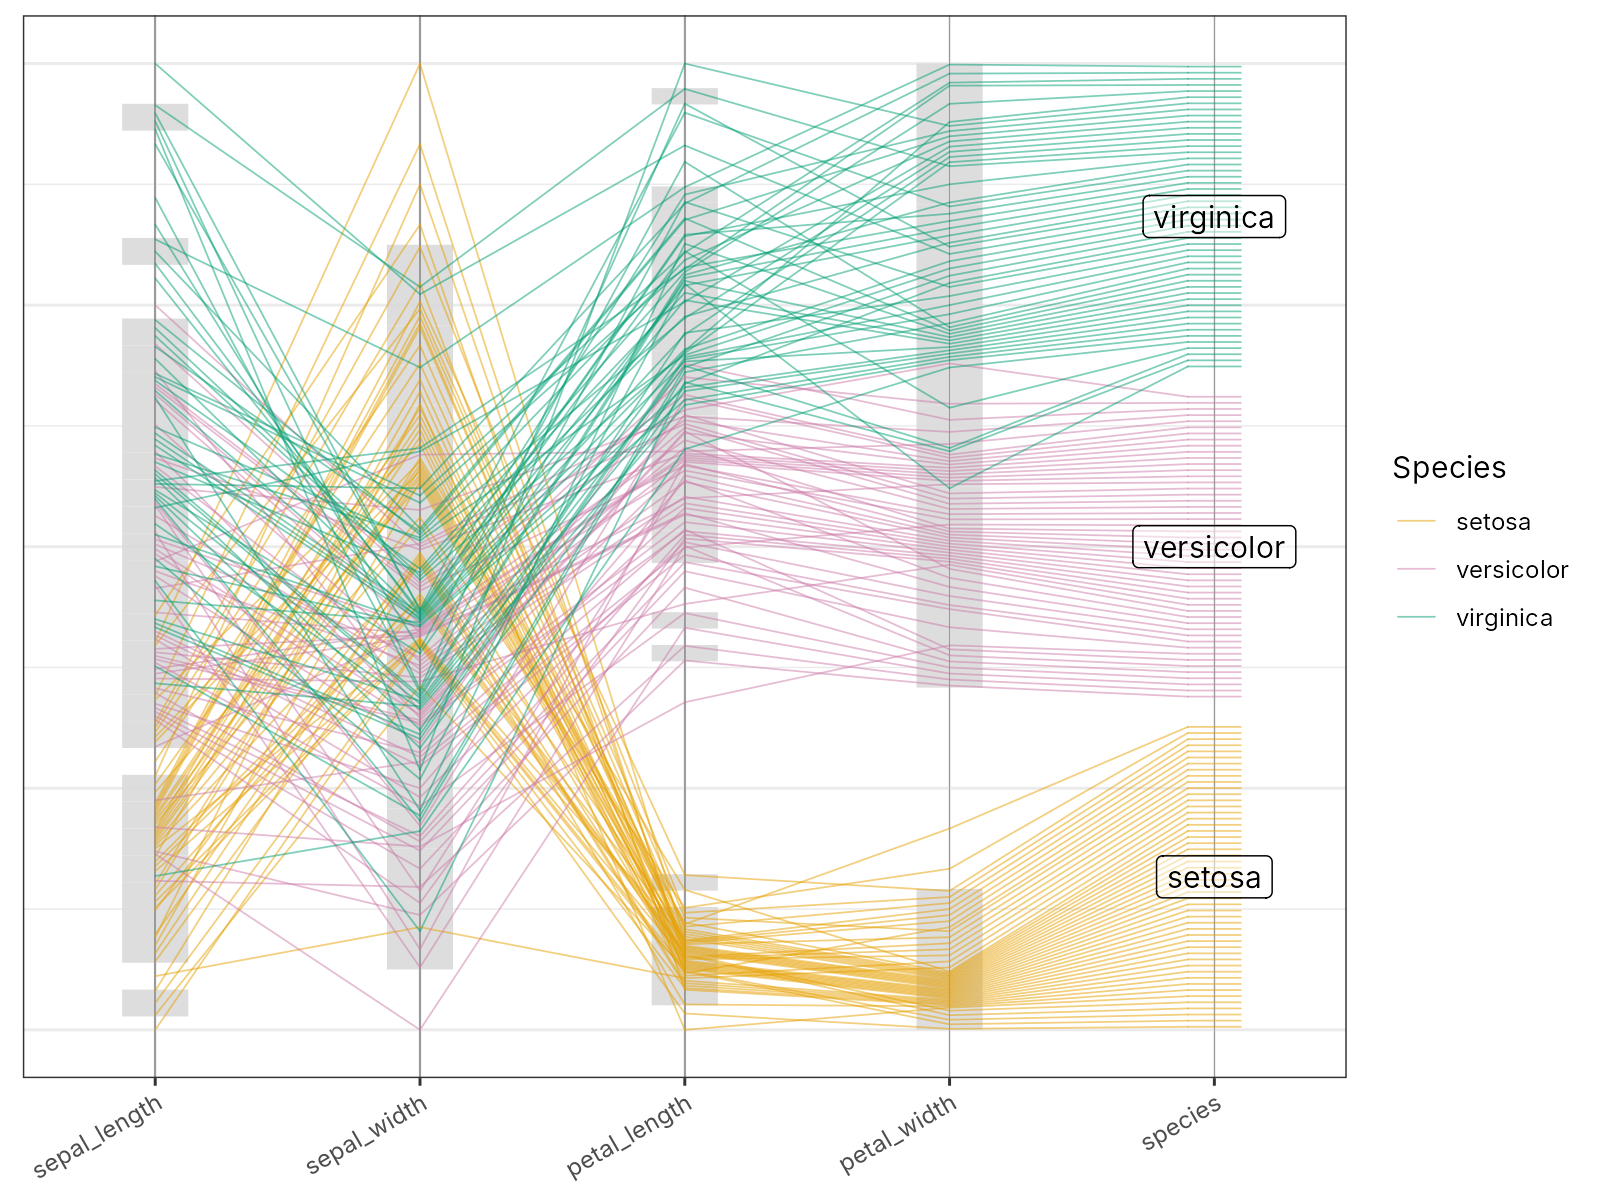 virginica
versicolor
setosa
Species
setosa
versicolor
virginica
sepal_length
sepal_width
petal_length
petal_width
species